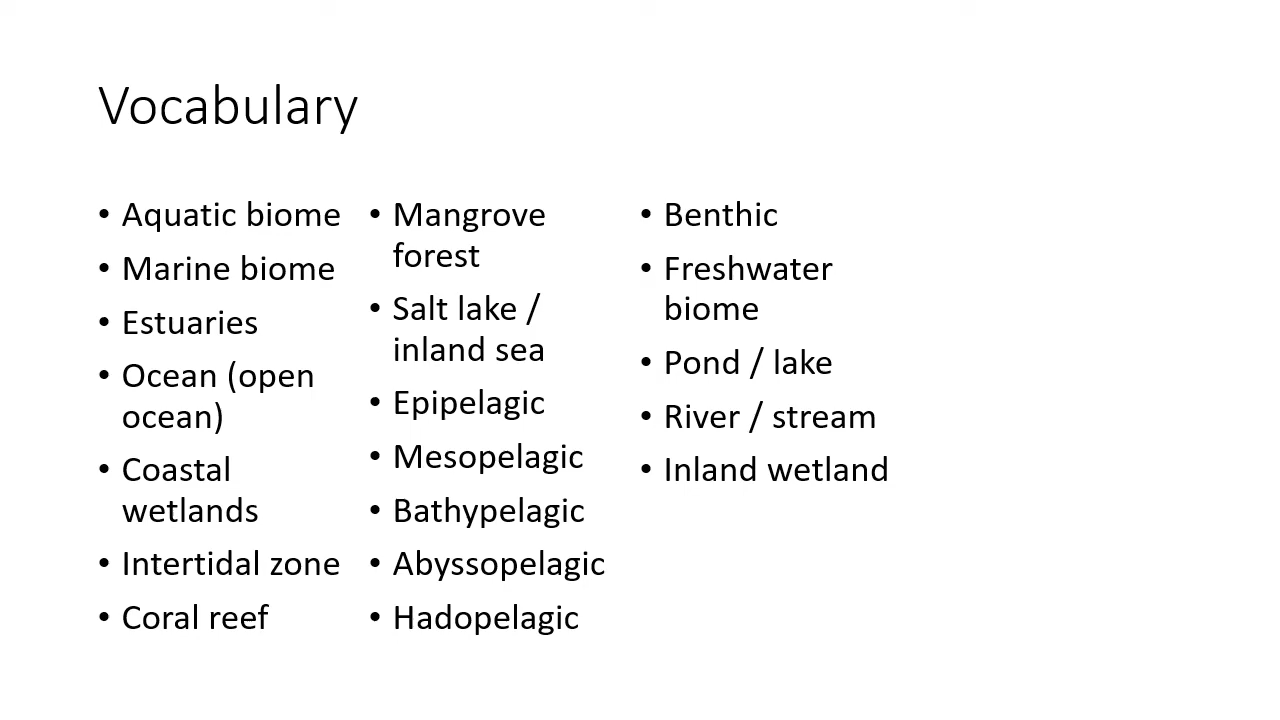 Vocabulary
• Aquatic biome
• Marine biome
• Estuaries
• Ocean (open
ocean)
• Coastal
wetlands
• Intertidal zone
• Coral reef
• Mangrove
forest
• Salt lake /
inland sea
• Epipelagic
• Mesopelagic
• Bathypelagic
• Abyssopelagic
• Hadopelagic
• Benthic
• Freshwater
biome
• Pond / lake
• River / stream
• Inland wetland